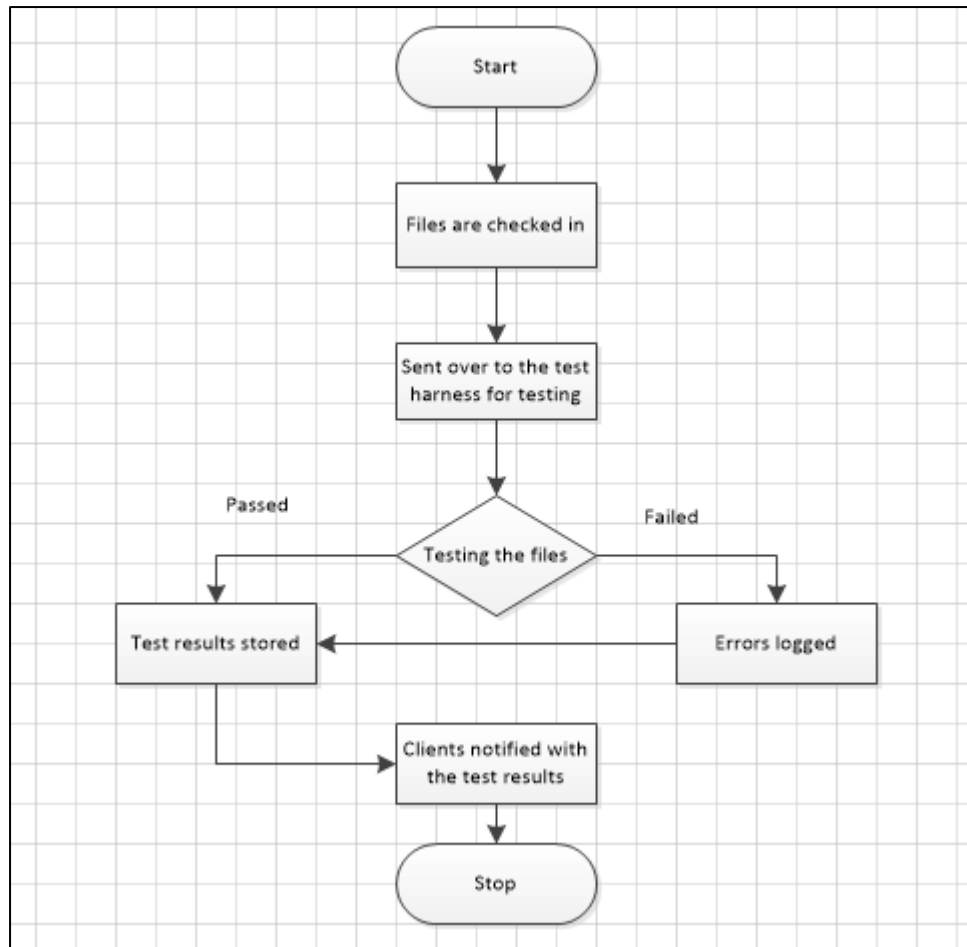 Start
Files are checked in
Sent over to the test
harness for testing
Passed
Failed
Testing the files
Test results stored
Errors logged
Clients notified with
the test results
Stop